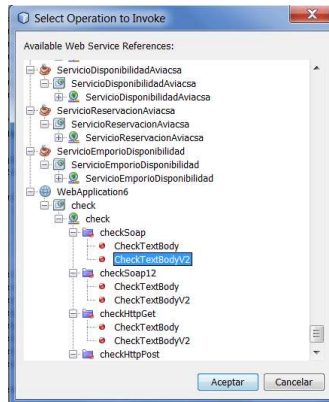 Select Operation to Invoke
Available Web Service References:
ServicioDisponibilidadAviacsa
ServicioDisponibilidadAviacsa
ServicioDisponibilidadAviacsa
ServicioReservacionAviacsa
ServicioReservacionAviacsa
ServicioReservacionAviacsa
ServicioEmporioDisponibilidad
ServicioEmporioDisponibilidad
ServicioEmporioDisponibilidad
WebApplication6
check
check
checkSoap
CheckTextBody
CheckTextBodyV2
checkSoap12
CheckTextBody
CheckTextBodyV2
checkHttpGet
CheckTextBody
CheckTextBodyV2
checkHttpPost
Aceptar Cancelar